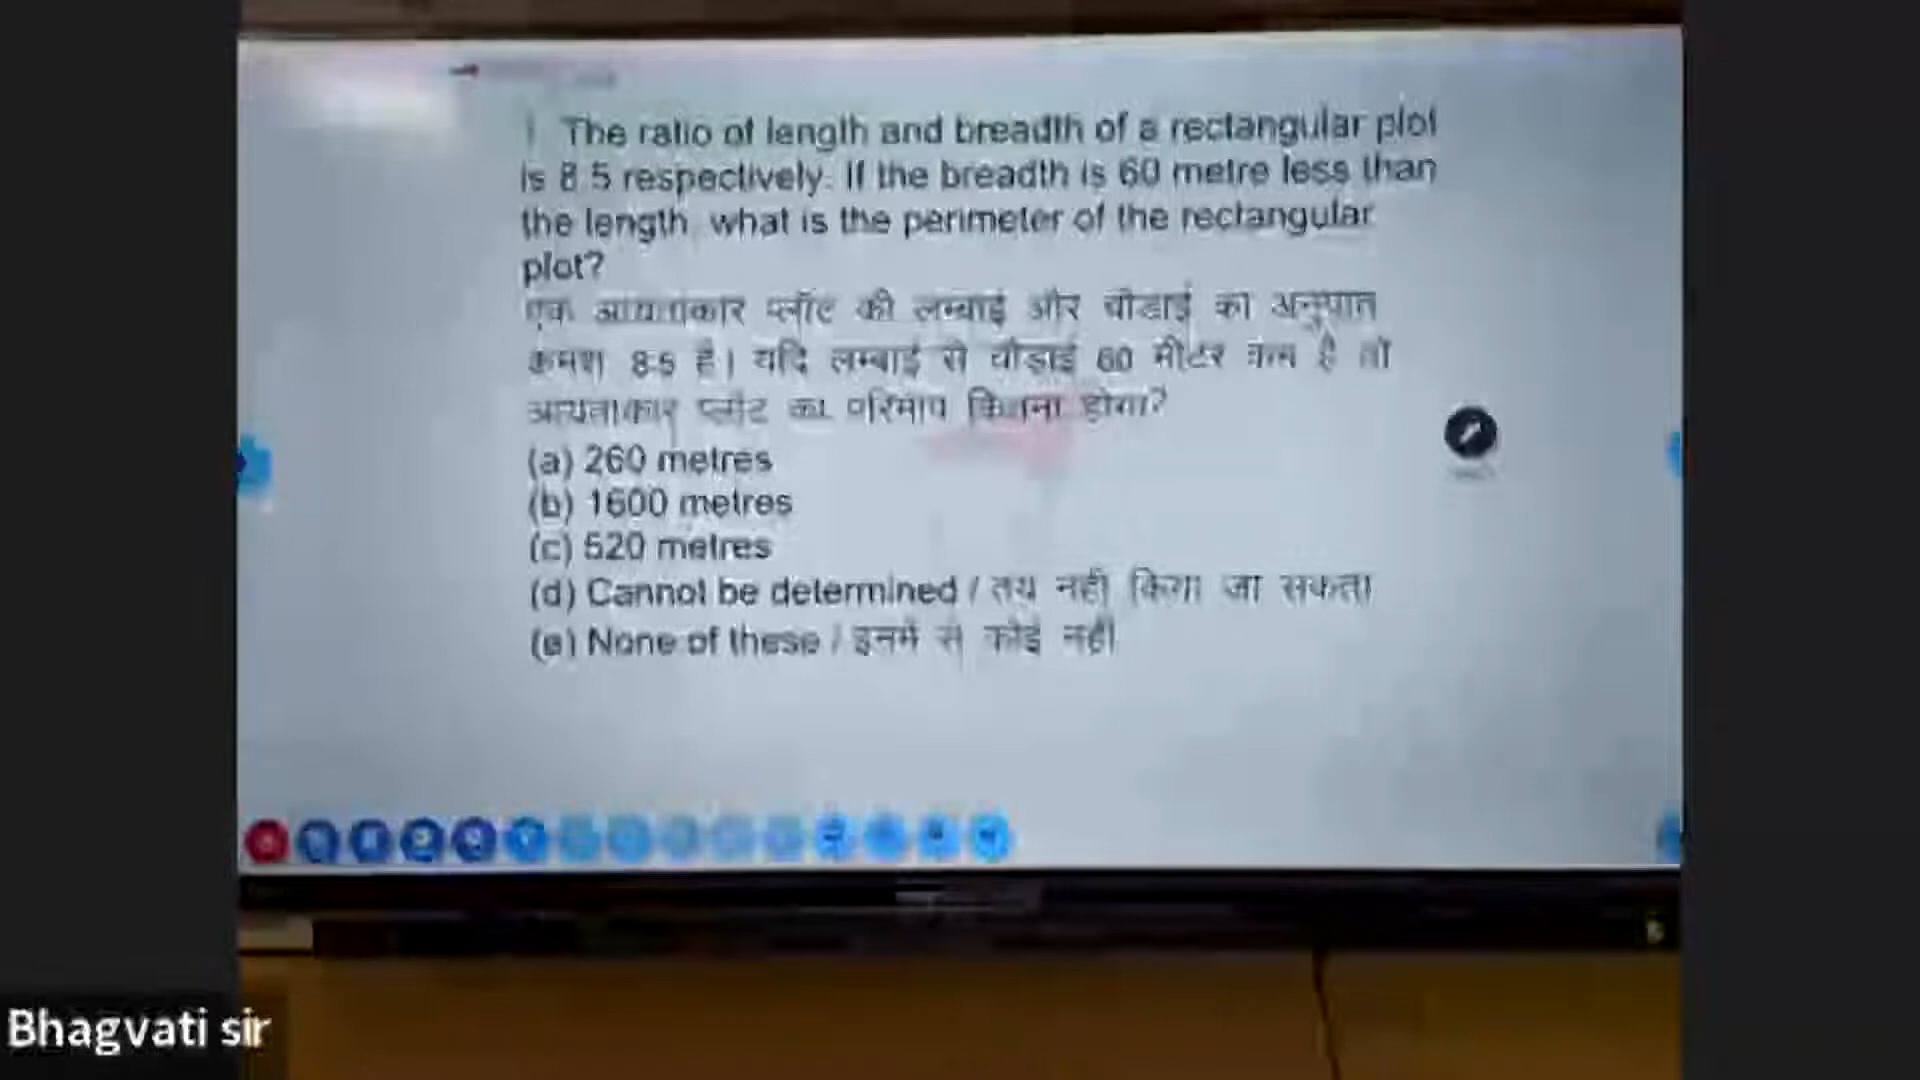 The ratio of length and breadth of a rectangular plot
is 8:5 respectively. If the breadth is 60 metre less than
the length, what is the perimeter of the rectangular
plot?
एक आयताकार प्लॉट की लम्बाई और चौडाई का अनुपात
क्रमश 8:5 है। यदि लम्बाई से चौड़ाई 60 मीटर कम है तो
आयताकार प्लॉट का परिमाप कितना होगा?
(a) 260 metres
(b) 1600 metres
(c) 520 metres
(d) Cannot be determined / तय नहीं किया जा सकता
(e) None of these / इनमें से कोई नहीं
Bhagvati sir